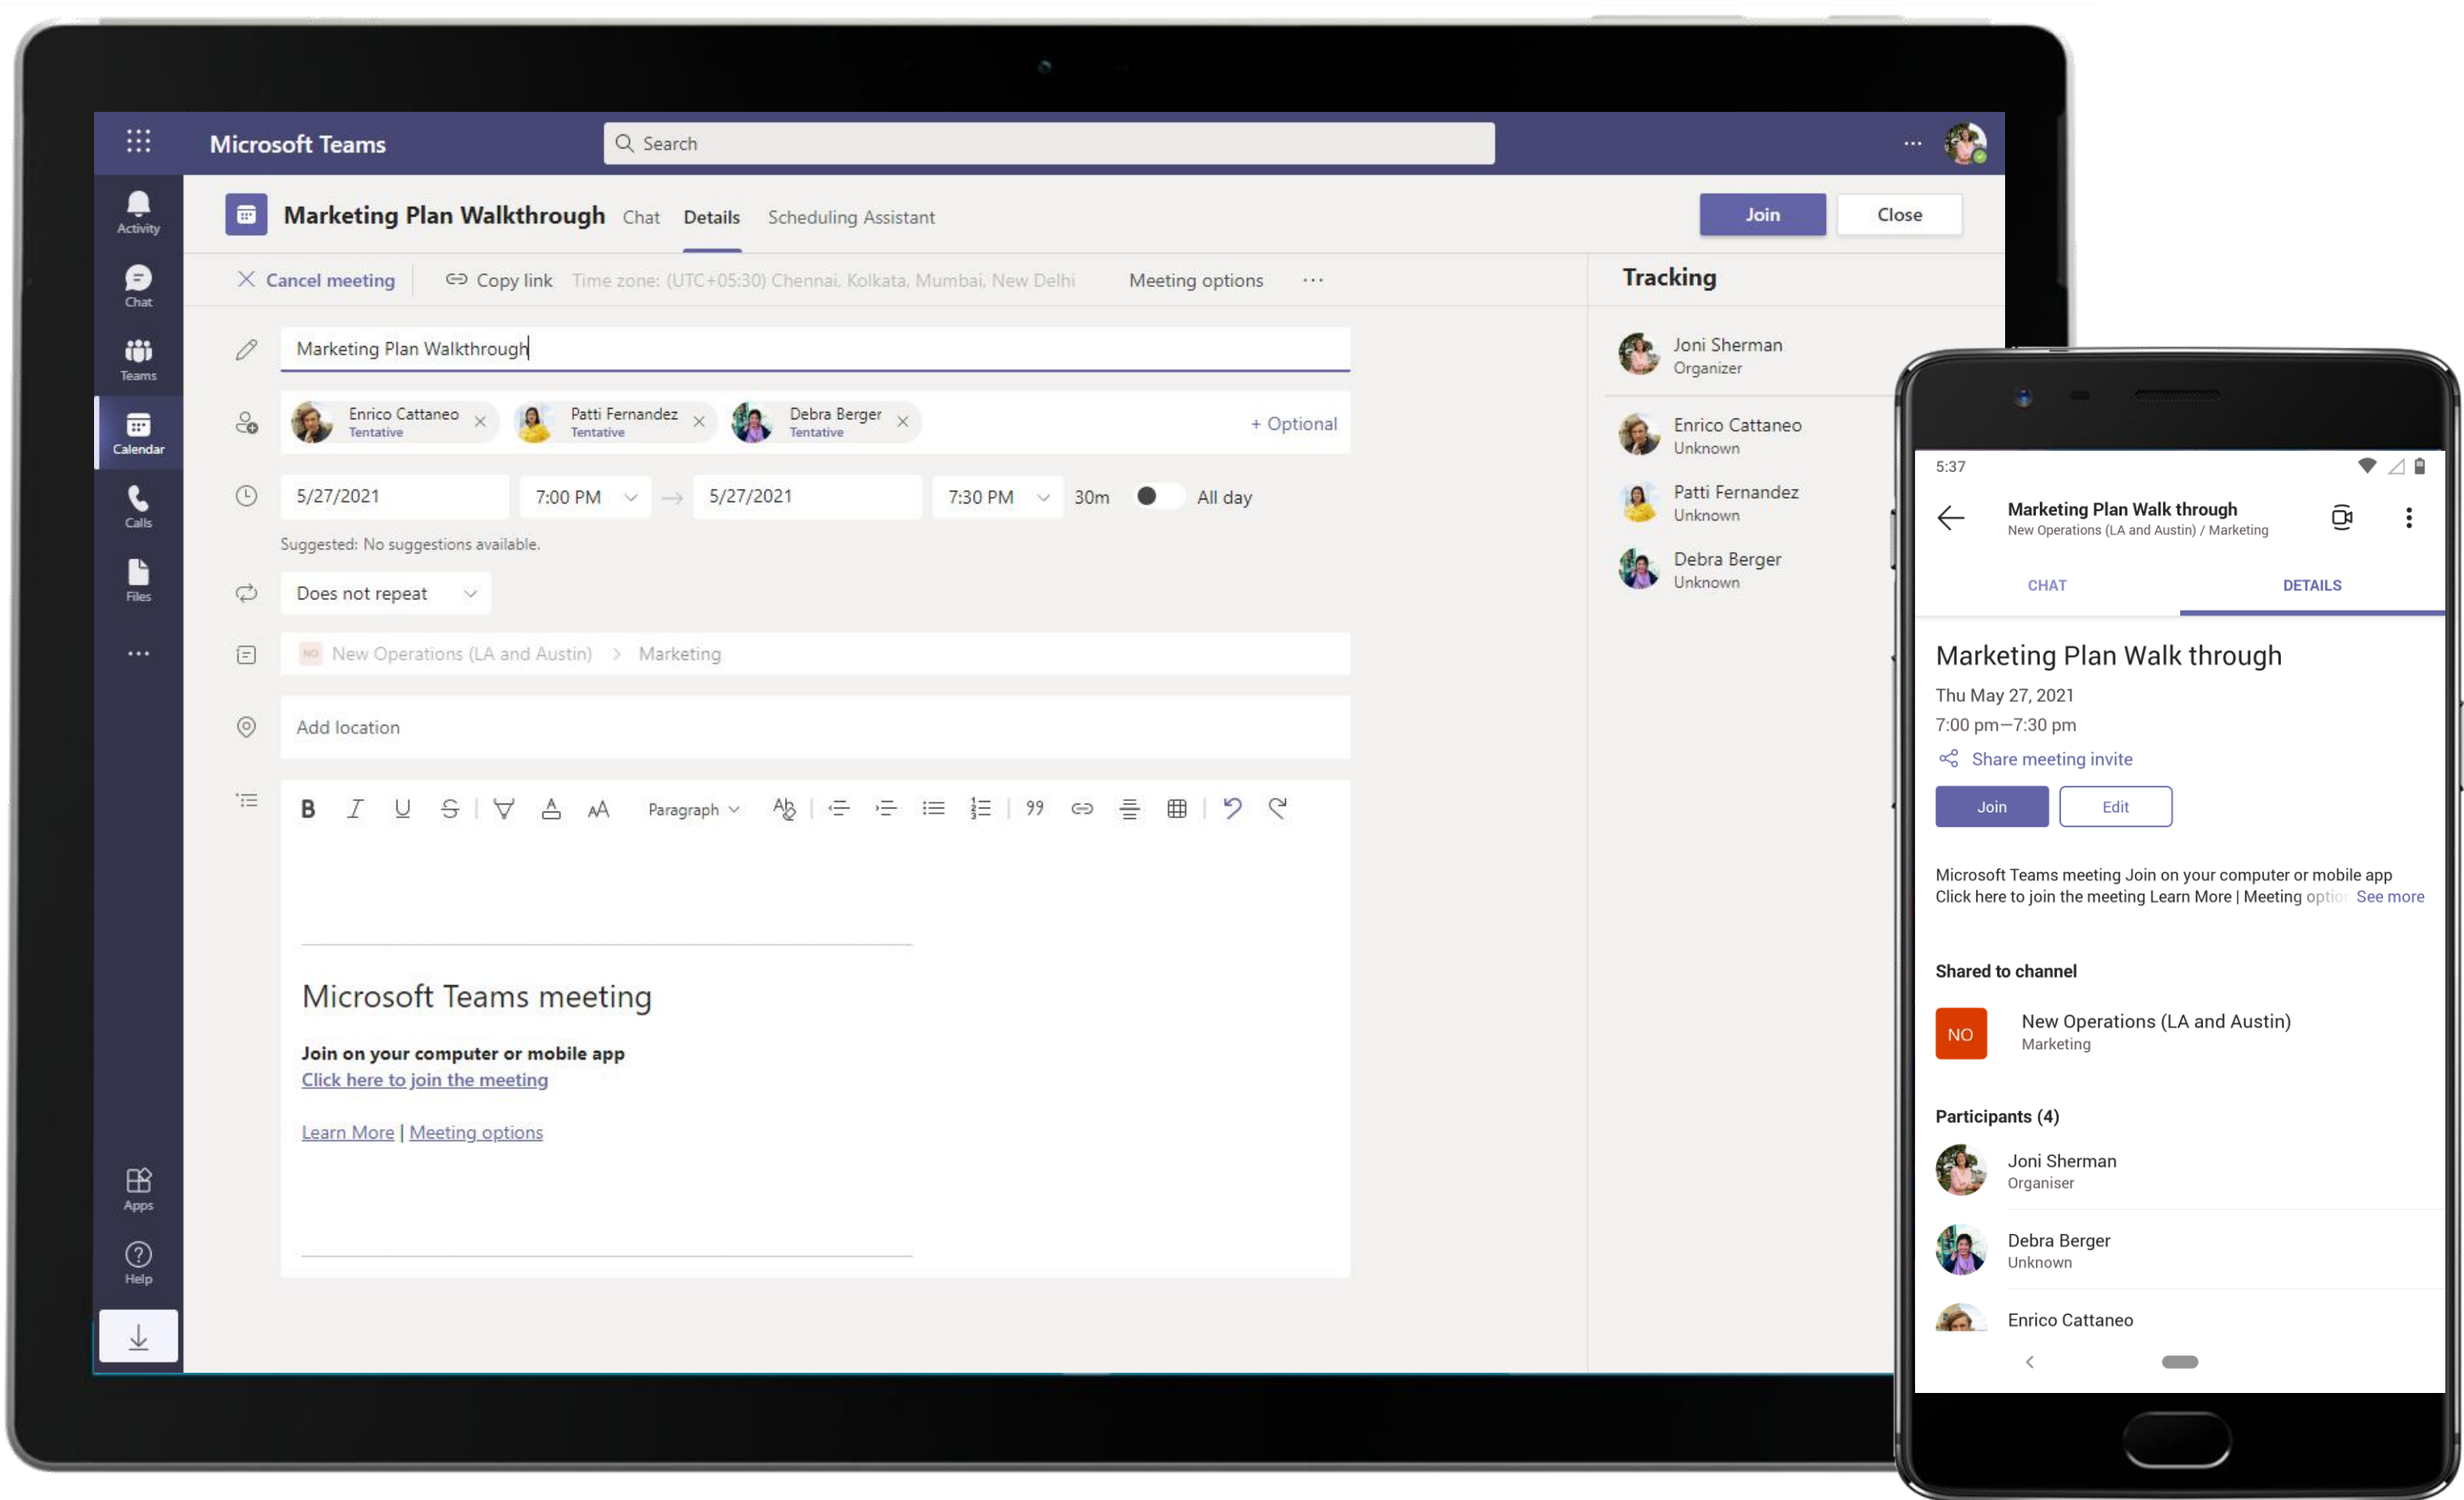 Microsoft Teams
Search
Activity
Chat
Teams
Calendar
Calls
Files
Apps
Help
Marketing Plan Walkthrough
Chat
Details
Scheduling Assistant
Join
Close
Cancel meeting
Copy link
Time zone: (UTC+05:30) Chennai, Kolkata, Mumbai, New Delhi
Meeting options
Marketing Plan Walkthrough
Enrico Cattaneo
Tentative
Patti Fernandez
Tentative
Debra Berger
Tentative
+ Optional
5/27/2021
7:00 PM
5/27/2021
7:30 PM
30m
All day
Suggested: No suggestions available.
Does not repeat
NO New Operations (LA and Austin) > Marketing
Add location
Paragraph
Microsoft Teams meeting
Join on your computer or mobile app
Click here to join the meeting
Learn More | Meeting options
Tracking
Joni Sherman
Organizer
Enrico Cattaneo
Unknown
Patti Fernandez
Unknown
Debra Berger
Unknown
5:37
Marketing Plan Walk through
New Operations (LA and Austin) / Marketing
CHAT
DETAILS
Marketing Plan Walk through
Thu May 27, 2021
7:00 pm–7:30 pm
Share meeting invite
Join
Edit
Microsoft Teams meeting Join on your computer or mobile app
Click here to join the meeting Learn More | Meeting option See more
Shared to channel
NO
New Operations (LA and Austin)
Marketing
Participants (4)
Joni Sherman
Organiser
Debra Berger
Unknown
Enrico Cattaneo